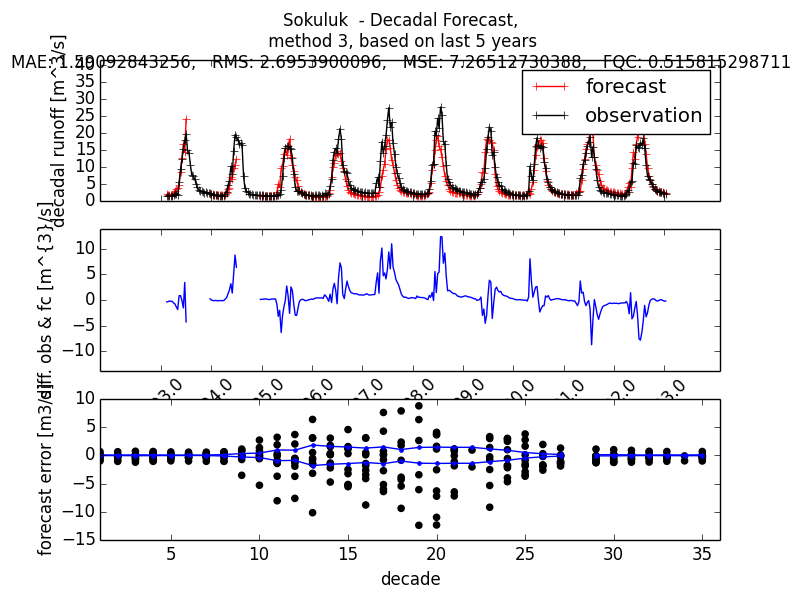 Sokuluk - Decadal Forecast,
method 3, based on last 5 years
MAE: 1.59092843256, RMS: 2.6953900096, MSE: 7.26512730388, FQC: 0.515815298711
decadal runoff [m^3/s]
40
35
30
25
20
15
10
5
0
forecast
observation
diff. obs & fc [m^{3}/s]
10
5
0
−5
−10
forecast error [m3/s]
10
5
0
−5
−10
−15
5 10 15 20 25 30 35
decade